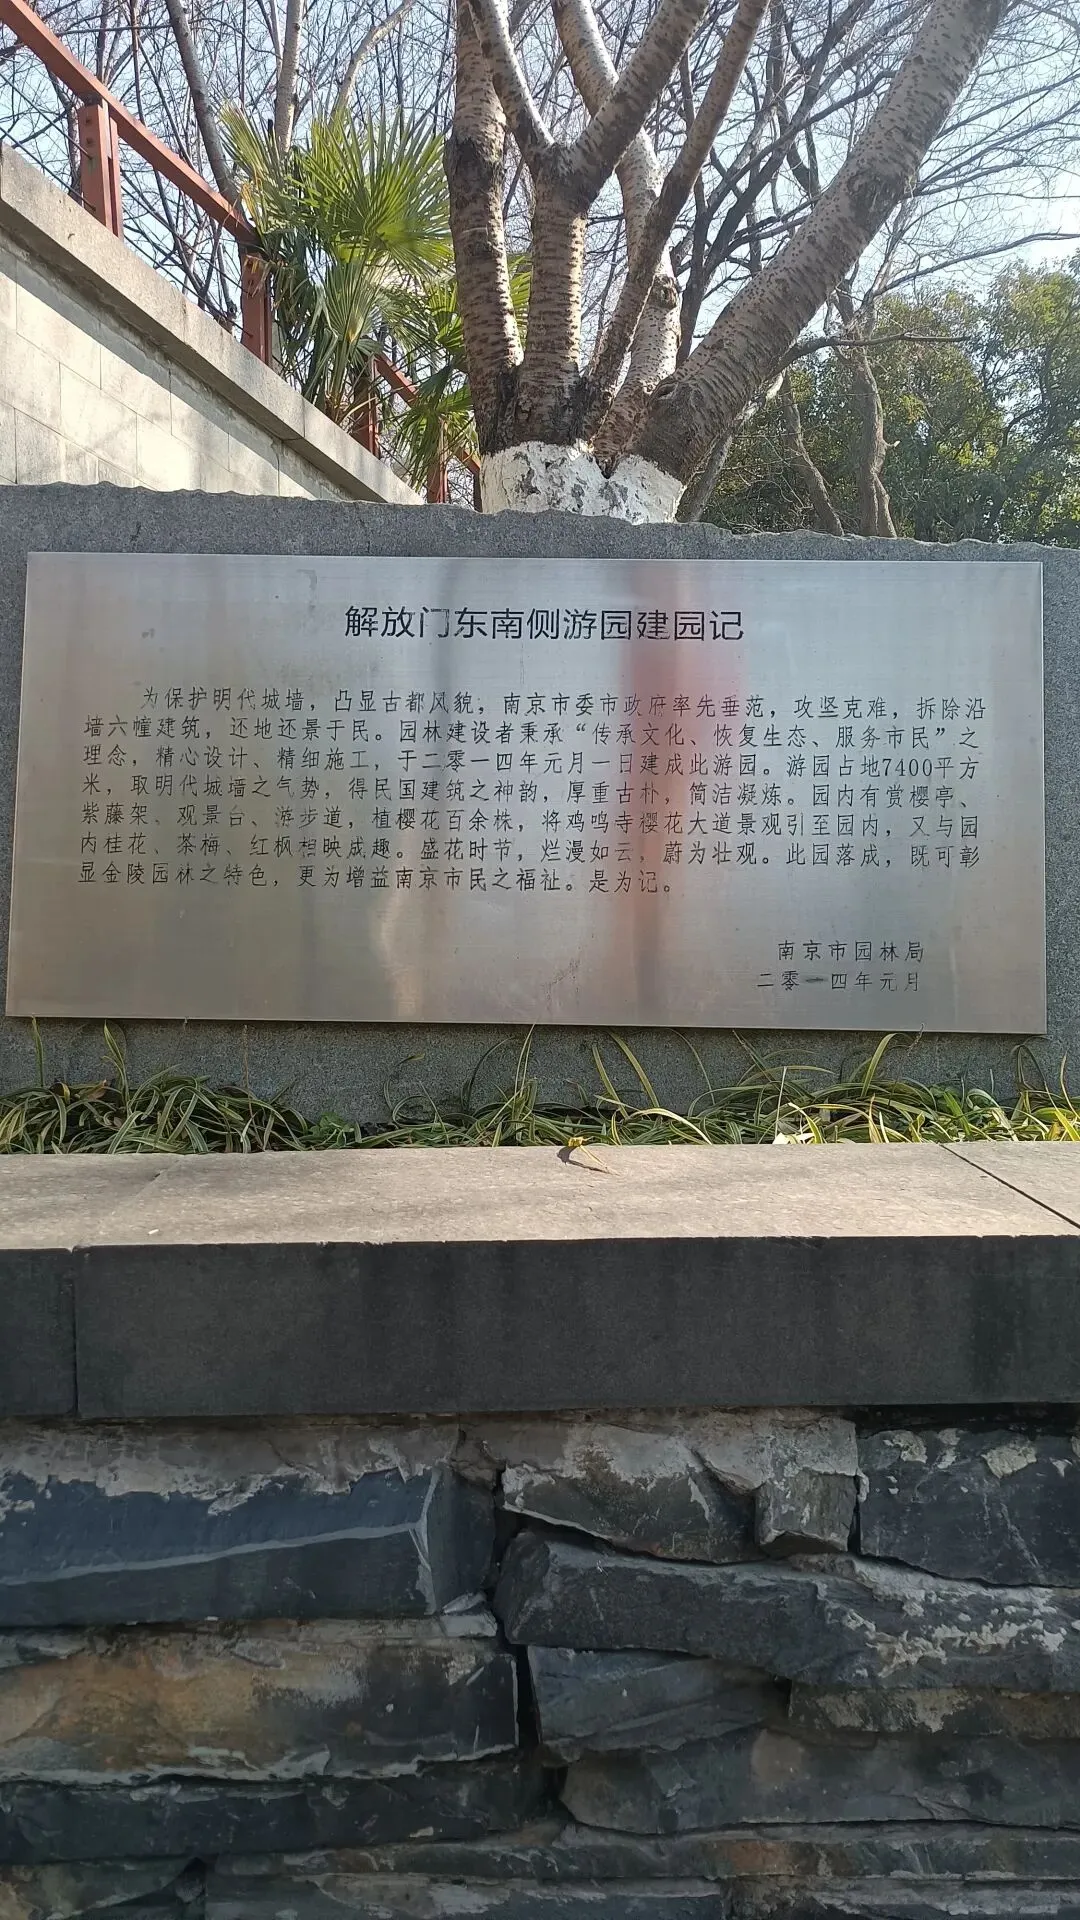 解放门东南侧游园建园记
为保护明代城墙，凸显古都风貌，南京市委市政府率先垂范，攻坚克难，拆除沿
墙六幢建筑，还地还景于民。园林建设者秉承“传承文化、恢复生态、服务市民”之
理念，精心设计、精细施工，于二零一四年元月一日建成此游园。游园占地7400平方
米，取明代城墙之气势，得民国建筑之神韵，厚重古朴，简洁凝炼。园内有赏樱亭、
紫藤架、观景台、游步道，植樱花百余株，将鸡鸣寺樱花大道景观引至园内，又与园
内桂花、茶梅、红枫相映成趣。盛花时节，烂漫如云，蔚为壮观。此园落成，既可彰
显金陵园林之特色，更为增益南京市民之福祉。是为记。
南京市园林局
二零一四年元月